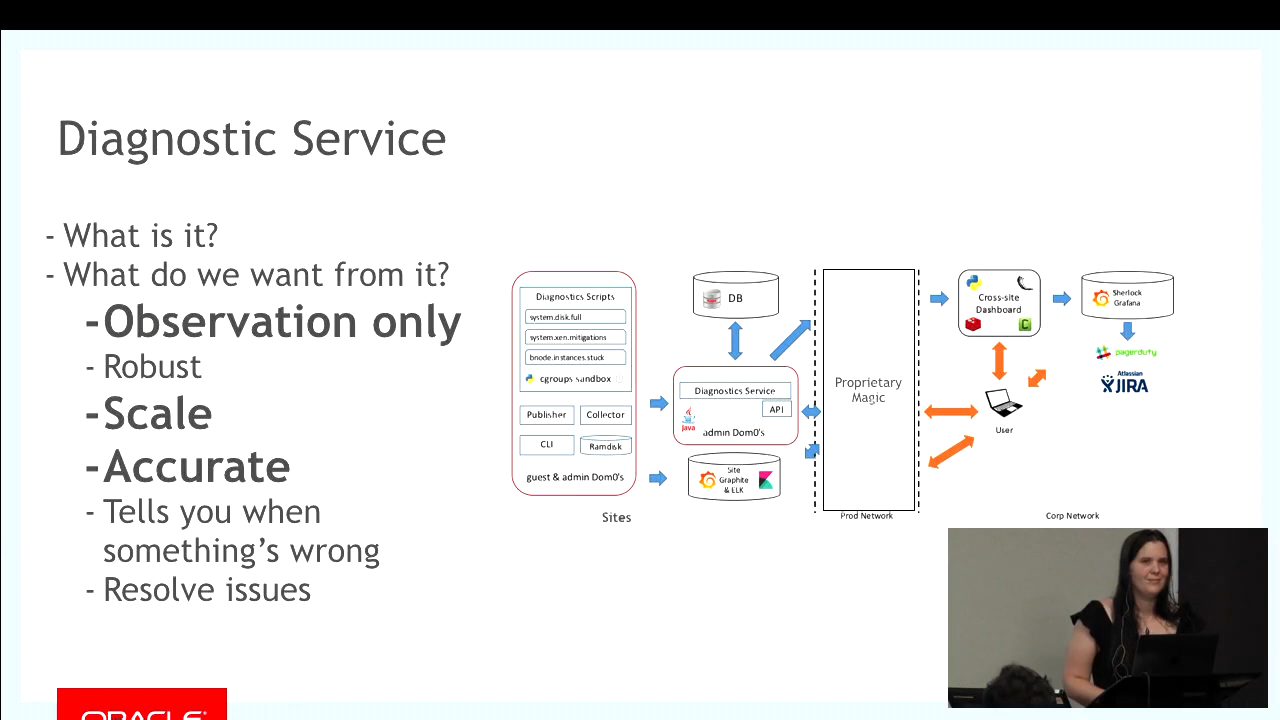 Diagnostic Service
- What is it?
- What do we want from it?
-Observation only
- Robust
-Scale
-Accurate
- Tells you when
something's wrong
- Resolve issues
Diagnostics Scripts
system.disk.full
system.xen.mitigations
bnode.instances.stuck
cgroups sandbox
Publisher
Collector
CLI
Ramdisk
guest & admin Dom0's
Sites
DB
Diagnostics Service
API
Java
admin Dom0's
Site
Graphite
& ELK
Proprietary
Magic
Prod Network
Cross-site
Dashboard
User
Sherlock
Grafana
pagerduty
Atlassian
JIRA
Corp Network
ORACLE